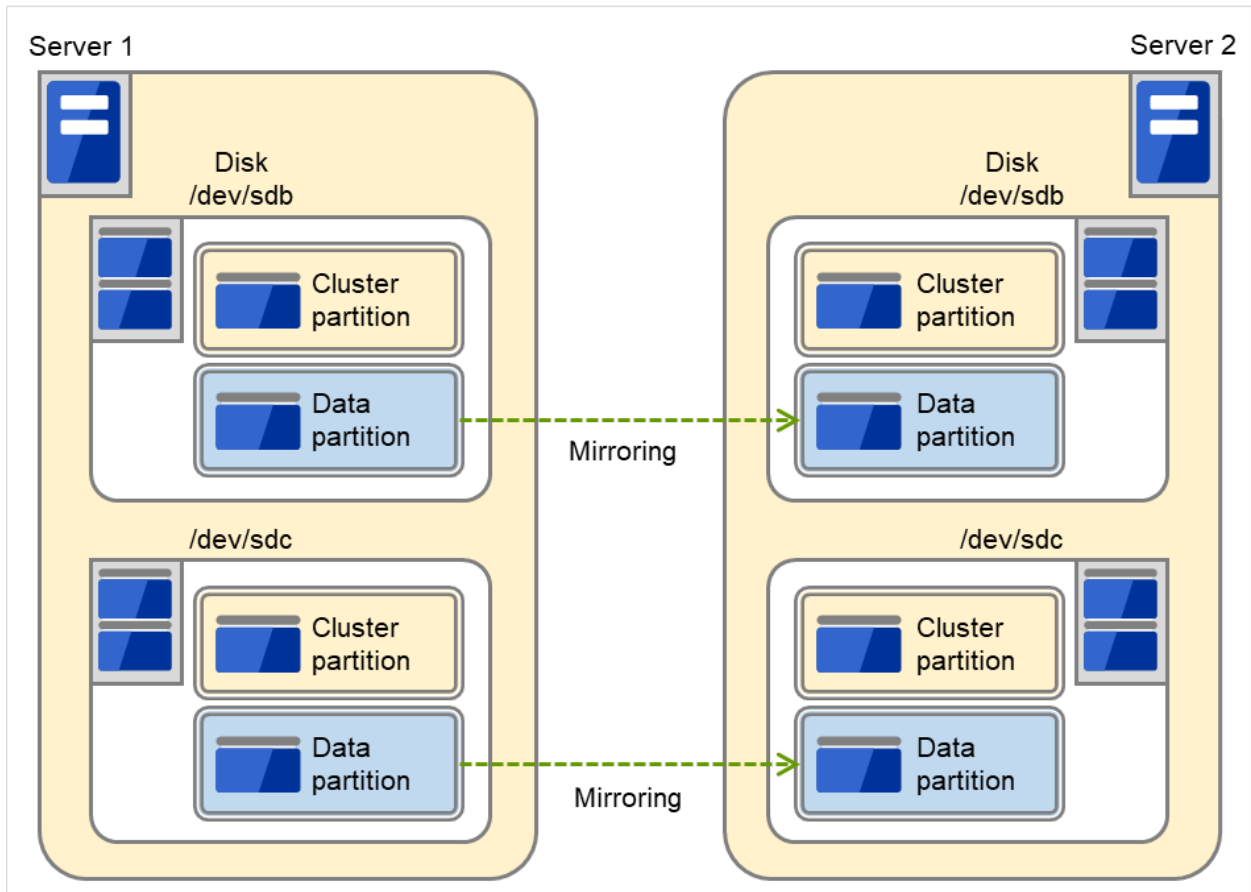 Server 1
Server 2
Disk
/dev/sdb
Cluster
partition
Data
partition
Disk
/dev/sdb
Cluster
partition
Data
partition
Mirroring
/dev/sdc
Cluster
partition
Data
partition
/dev/sdc
Cluster
partition
Data
partition
Mirroring